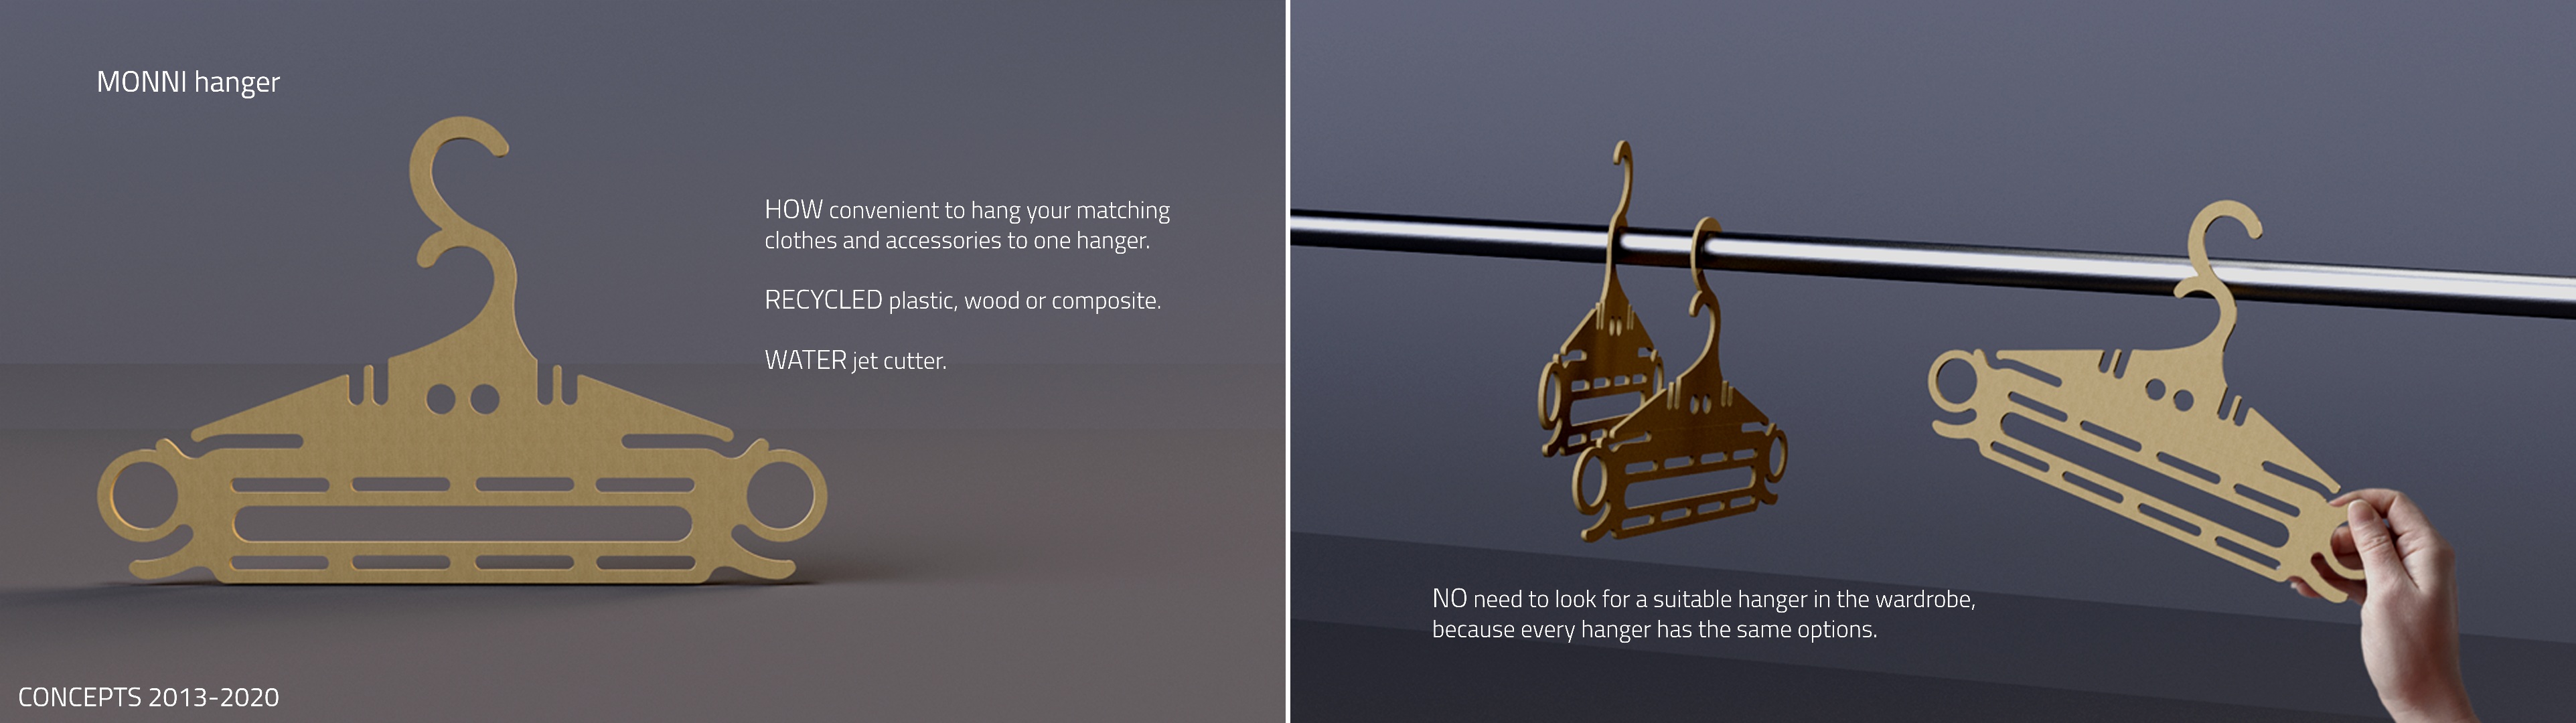 MONNI hanger
HOW convenient to hang your matching
clothes and accessories to one hanger.
RECYCLED plastic, wood or composite.
WATER jet cutter.
CONCEPTS 2013-2020
NO need to look for a suitable hanger in the wardrobe,
because every hanger has the same options.